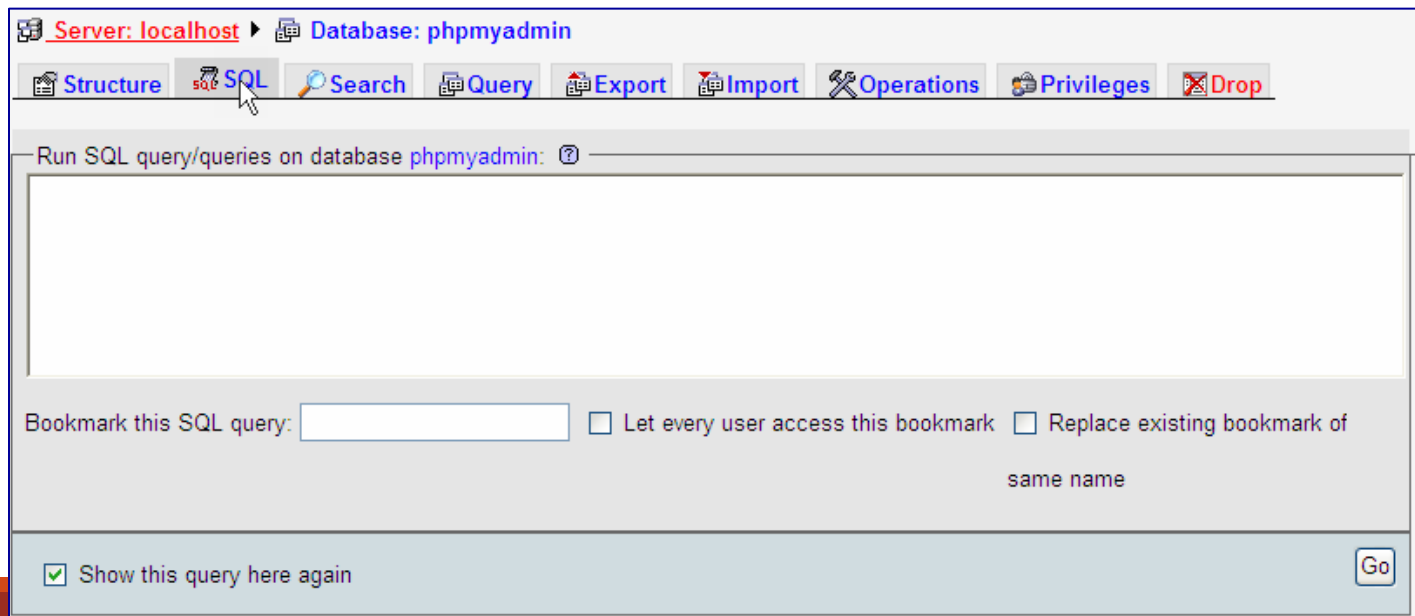 Server: localhost Database: phpmyadmin
Structure SQL Search Query Export Import Operations Privileges Drop
Run SQL query/queries on database phpmyadmin:
Bookmark this SQL query: Let every user access this bookmark Replace existing bookmark of
same name
Show this query here again Go